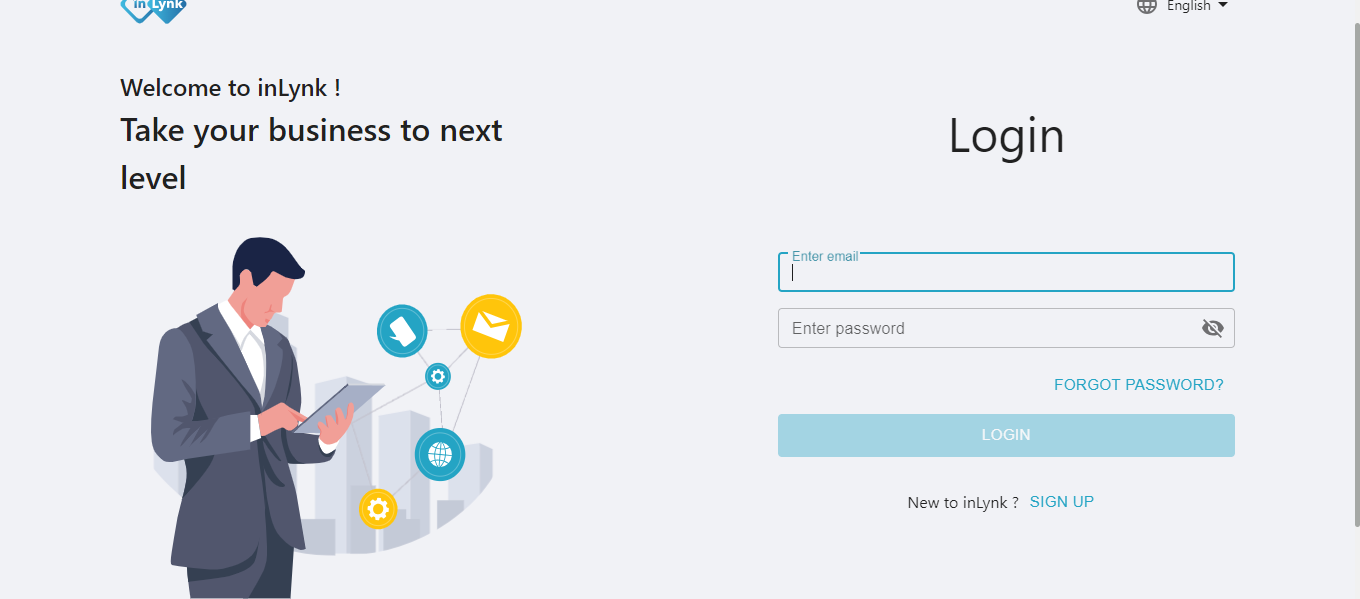 inLynk
English
Welcome to inLynk !
Take your business to next
level
Login
Enter email
Enter password
FORGOT PASSWORD?
LOGIN
New to inLynk ? SIGN UP